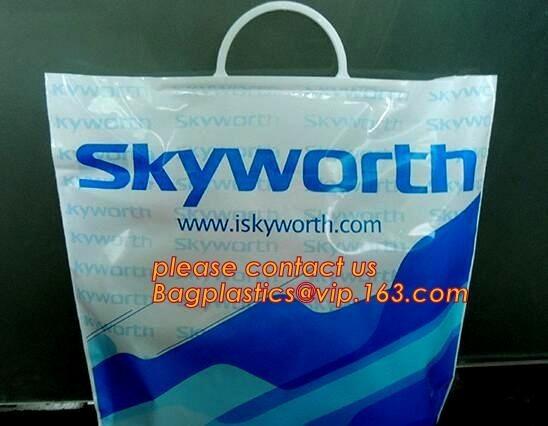 Skyworth
www.iskyworth.com
please contact us
Bagplastics@vip.163.com